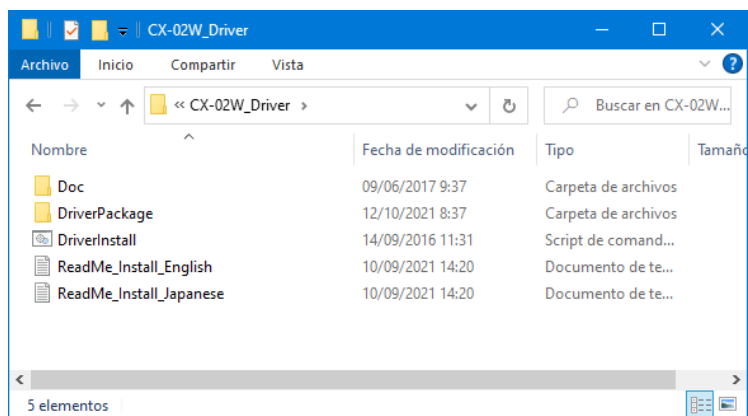 CX-02W_Driver
Archivo Inicio Compartir Vista
« CX-02W_Driver › Buscar en CX-02W...
Nombre Fecha de modificación Tipo Tamaño
Doc 09/06/2017 9:37 Carpeta de archivos
DriverPackage 12/10/2021 8:37 Carpeta de archivos
DriverInstall 14/09/2016 11:31 Script de comand...
ReadMe_Install_English 10/09/2021 14:20 Documento de te...
ReadMe_Install_Japanese 10/09/2021 14:20 Documento de te...
5 elementos